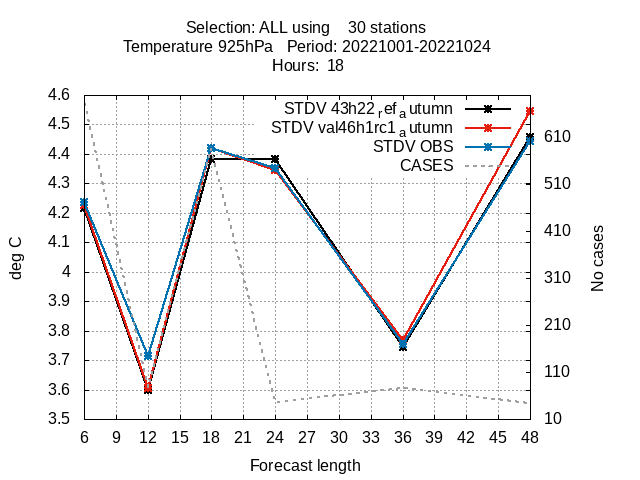 Selection: ALL using    30 stations
Temperature 925hPa   Period: 20221001-20221024
Hours: 18
STDV 43h22ref autumn
STDV val46h1rc1autumn
STDV OBS
CASES
4.6
4.5
4.4
4.3
4.2
4.1
4
3.9
3.8
3.7
3.6
3.5
deg C
610
510
410
310
210
110
10
No cases
6 9 12 15 18 21 24 27 30 33 36 39 42 45 48
Forecast length